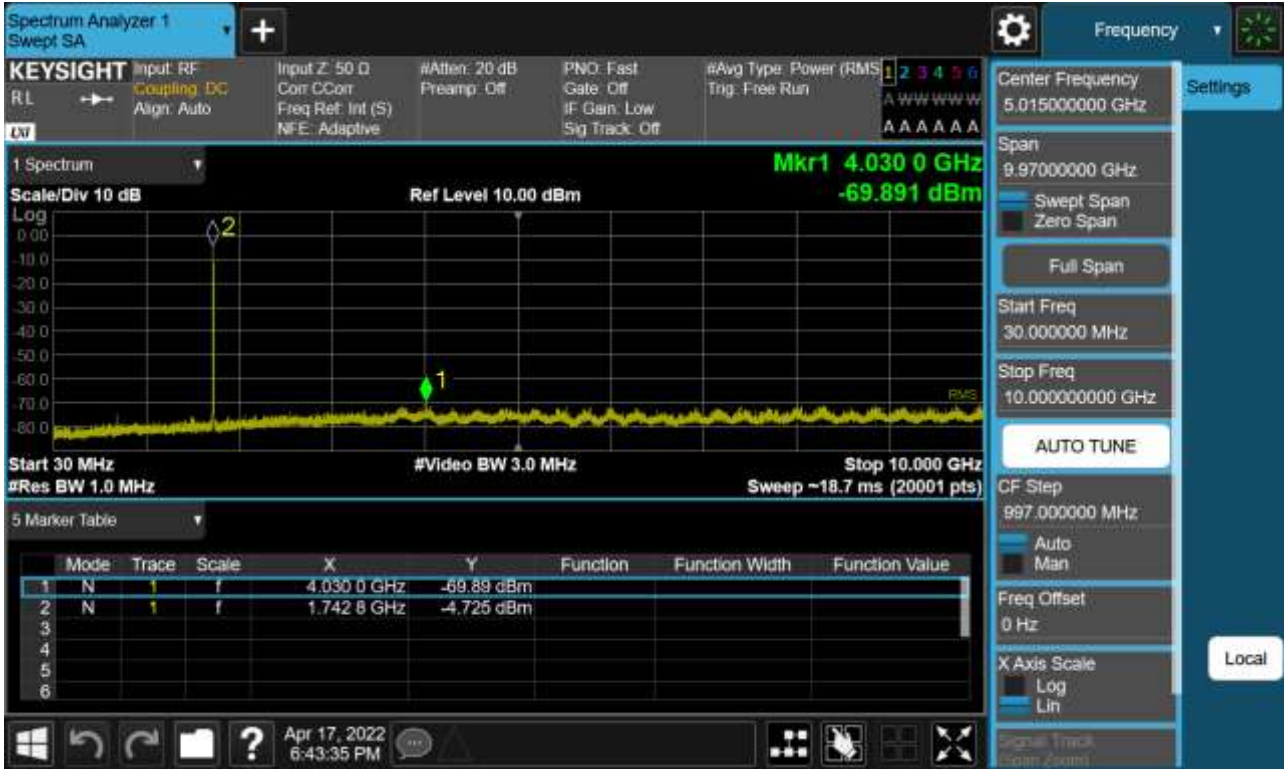 Spectrum Analyzer 1
Swept SA
Frequency
KEYSIGHT
RL
LXI
Input: RF
Coupling: DC
Align: Auto
Input Z: 50 Ω
Corr CCorr
Freq Ref: Int (S)
NFE: Adaptive
#Atten: 20 dB
Preamp: Off
PNO: Fast
Gate: Off
IF Gain: Low
Sig Track: Off
#Avg Type: Power (RMS
Trig: Free Run
1 2 3 4 5 6
A W W W W W
A A A A A A
1 Spectrum
Scale/Div 10 dB
Ref Level 10.00 dBm
Mkr1 4.030 0 GHz
-69.891 dBm
Log
0.00
-10.0
-20.0
-30.0
-40.0
-50.0
-60.0
-70.0
-80.0
2
1
RMS
Start 30 MHz
#Video BW 3.0 MHz
Stop 10.000 GHz
#Res BW 1.0 MHz
Sweep ~18.7 ms (20001 pts)
5 Marker Table
Mode Trace Scale X Y Function Function Width Function Value
1 N 1 f 4.030 0 GHz -69.89 dBm
2 N 1 f 1.742 8 GHz -4.725 dBm
3
4
5
6
Apr 17, 2022
6:43:35 PM
Center Frequency
5.015000000 GHz
Span
9.97000000 GHz
Swept Span
Zero Span
Full Span
Start Freq
30.000000 MHz
Stop Freq
10.000000000 GHz
AUTO TUNE
CF Step
997.000000 MHz
Auto
Man
Freq Offset
0 Hz
X Axis Scale
Log
Lin
Signal Track
(Span Zoom)
Settings
Local